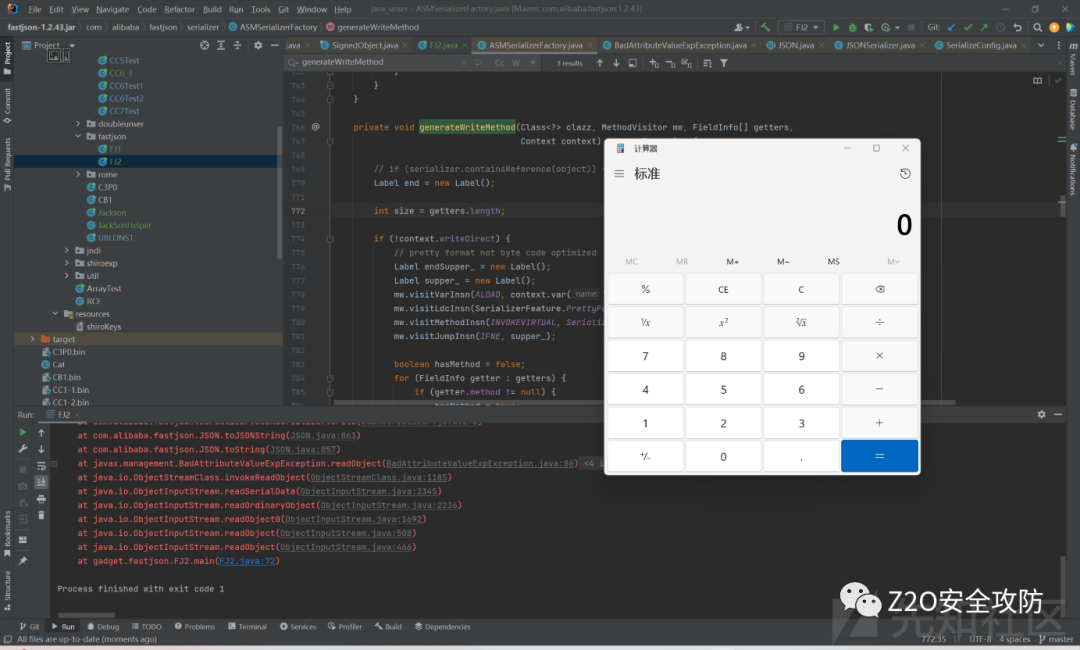 File Edit View Navigate Code Refactor Build Run Tools Git Window Help java_unser - ASMSerializerFactory.java [Maven: com.alibaba:fastjson:1.2.43]
fastjson-1.2.43.jar com alibaba fastjson serializer ASMSerializerFactory generateWriteMethod FJ2 Git:
Project java SignedObject.java FJ2.java ASMSerializerFactory.java BadAttributeValueExpException.java JSON.java JSONSerializer.java SerializeConfig.java
generateWriteMethod Cc W 3 results
CC5Test
CC6_3
CC6Test1
CC6Test2
CC7Test
doubleunser
fastjson
FJ1
FJ2
rome
C3P0
CB1
Jackson
JackSonHelper
URLDNS1
jndi
shiroexp
util
ArrayTest
RCE
resources
shiroKeys
target
C3P0.bin
Cat
CB1.bin
CC1-1.bin
CC1-2.bin
763 }
764 }
765
766 @ private void generateWriteMethod(Class<?> clazz, MethodVisitor mw, FieldInfo[] getters,
767 Context context)
768
769 // if (serializer.containsReference(object))
770 Label end = new Label();
771
772 int size = getters.length;
773
774 if (!context.writeDirect) {
775 // pretty format not byte code optimized
776 Label endSupper_ = new Label();
777 Label supper_ = new Label();
778 mw.visitVarInsn(ALOAD, context.var( name:
779 mw.visitLdcInsn(SerializerFeature.PrettyFo
780 mw.visitMethodInsn(INVOKEVIRTUAL, Seriali
781 mw.visitJumpInsn(IFNE, supper_);
782
783 boolean hasMethod = false;
784 for (FieldInfo getter : getters) {
785 if (getter.method != null) {
计算器
标准
0
MC MR M+ M- MS M
% CE C
¹/x x² ²√x ÷
7 8 9 ×
4 5 6 −
1 2 3 +
+/- 0 . =
Project
Commit
Pull Requests
Bookmarks
Structure
Maven
Database
Notifications
Run: FJ2
at com.alibaba.fastjson.JSON.toJSONString(JSON.java:863)
at com.alibaba.fastjson.JSON.toString(JSON.java:857)
at javax.management.BadAttributeValueExpException.readObject(BadAttributeValueExpException.java:86) <4 i
at java.io.ObjectStreamClass.invokeReadObject(ObjectStreamClass.java:1185)
at java.io.ObjectInputStream.readSerialData(ObjectInputStream.java:2345)
at java.io.ObjectInputStream.readOrdinaryObject(ObjectInputStream.java:2236)
at java.io.ObjectInputStream.readObject0(ObjectInputStream.java:1692)
at java.io.ObjectInputStream.readObject(ObjectInputStream.java:508)
at java.io.ObjectInputStream.readObject(ObjectInputStream.java:466)
at gadget.fastjson.FJ2.main(FJ2.java:72)
Process finished with exit code 1
Z2O安全攻防
先知社区
Git Run Debug TODO Problems Terminal Services Profiler Build Dependencies
All files are up-to-date (moments ago) 772:35 LF UTF-8 4 spaces master